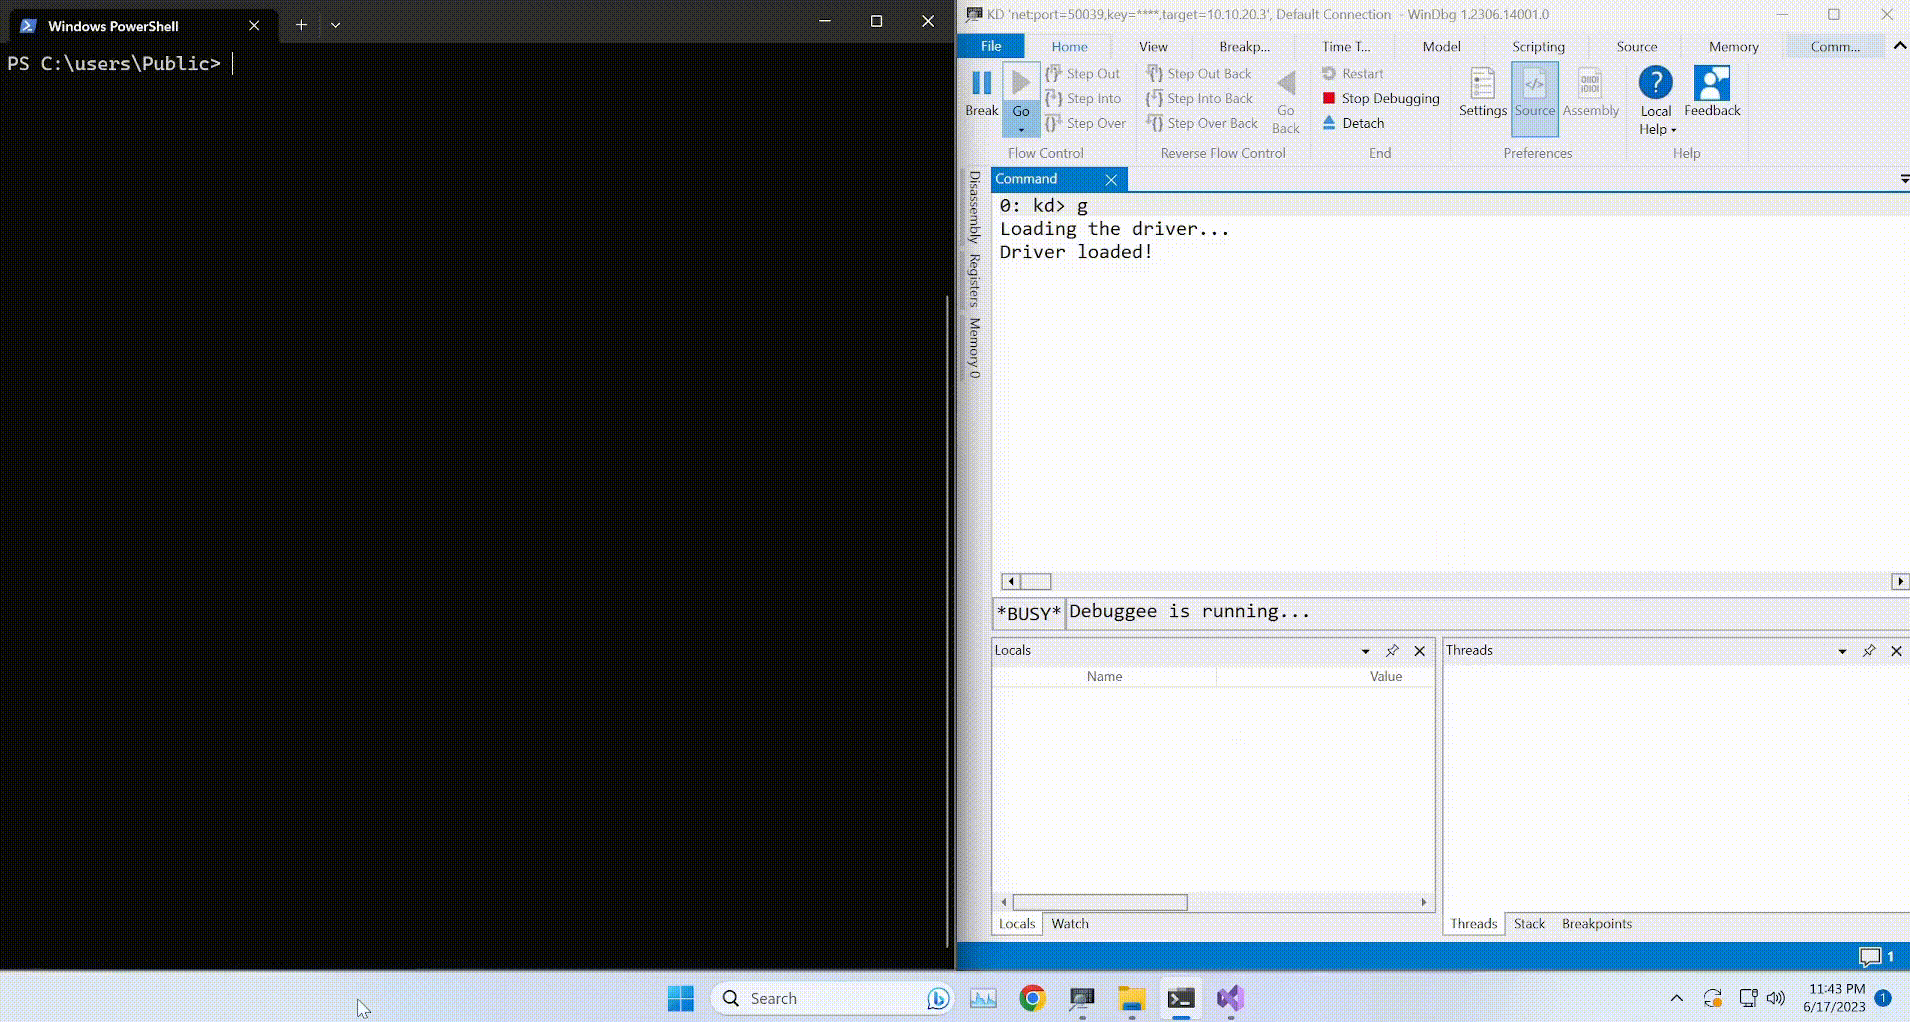 Windows PowerShell
PS C:\users\Public>
KD 'net:port=50039,key=****,target=10.10.20.3', Default Connection - WinDbg 1.2306.14001.0
File Home View Breakp... Time T... Model Scripting Source Memory Comm...
Break
Go
Step Out
Step Into
Step Over
Flow Control
Step Out Back
Step Into Back
Step Over Back
Go
Back
Reverse Flow Control
Restart
Stop Debugging
Detach
End
Settings Source Assembly
Preferences
Local
Help
Feedback
Help
Disassembly
Registers
Memory 0
Command
0: kd> g
Loading the driver...
Driver loaded!
*BUSY* Debuggee is running...
Locals
Name Value
Locals Watch
Threads
Threads Stack Breakpoints
1
Search
11:43 PM
6/17/2023
1